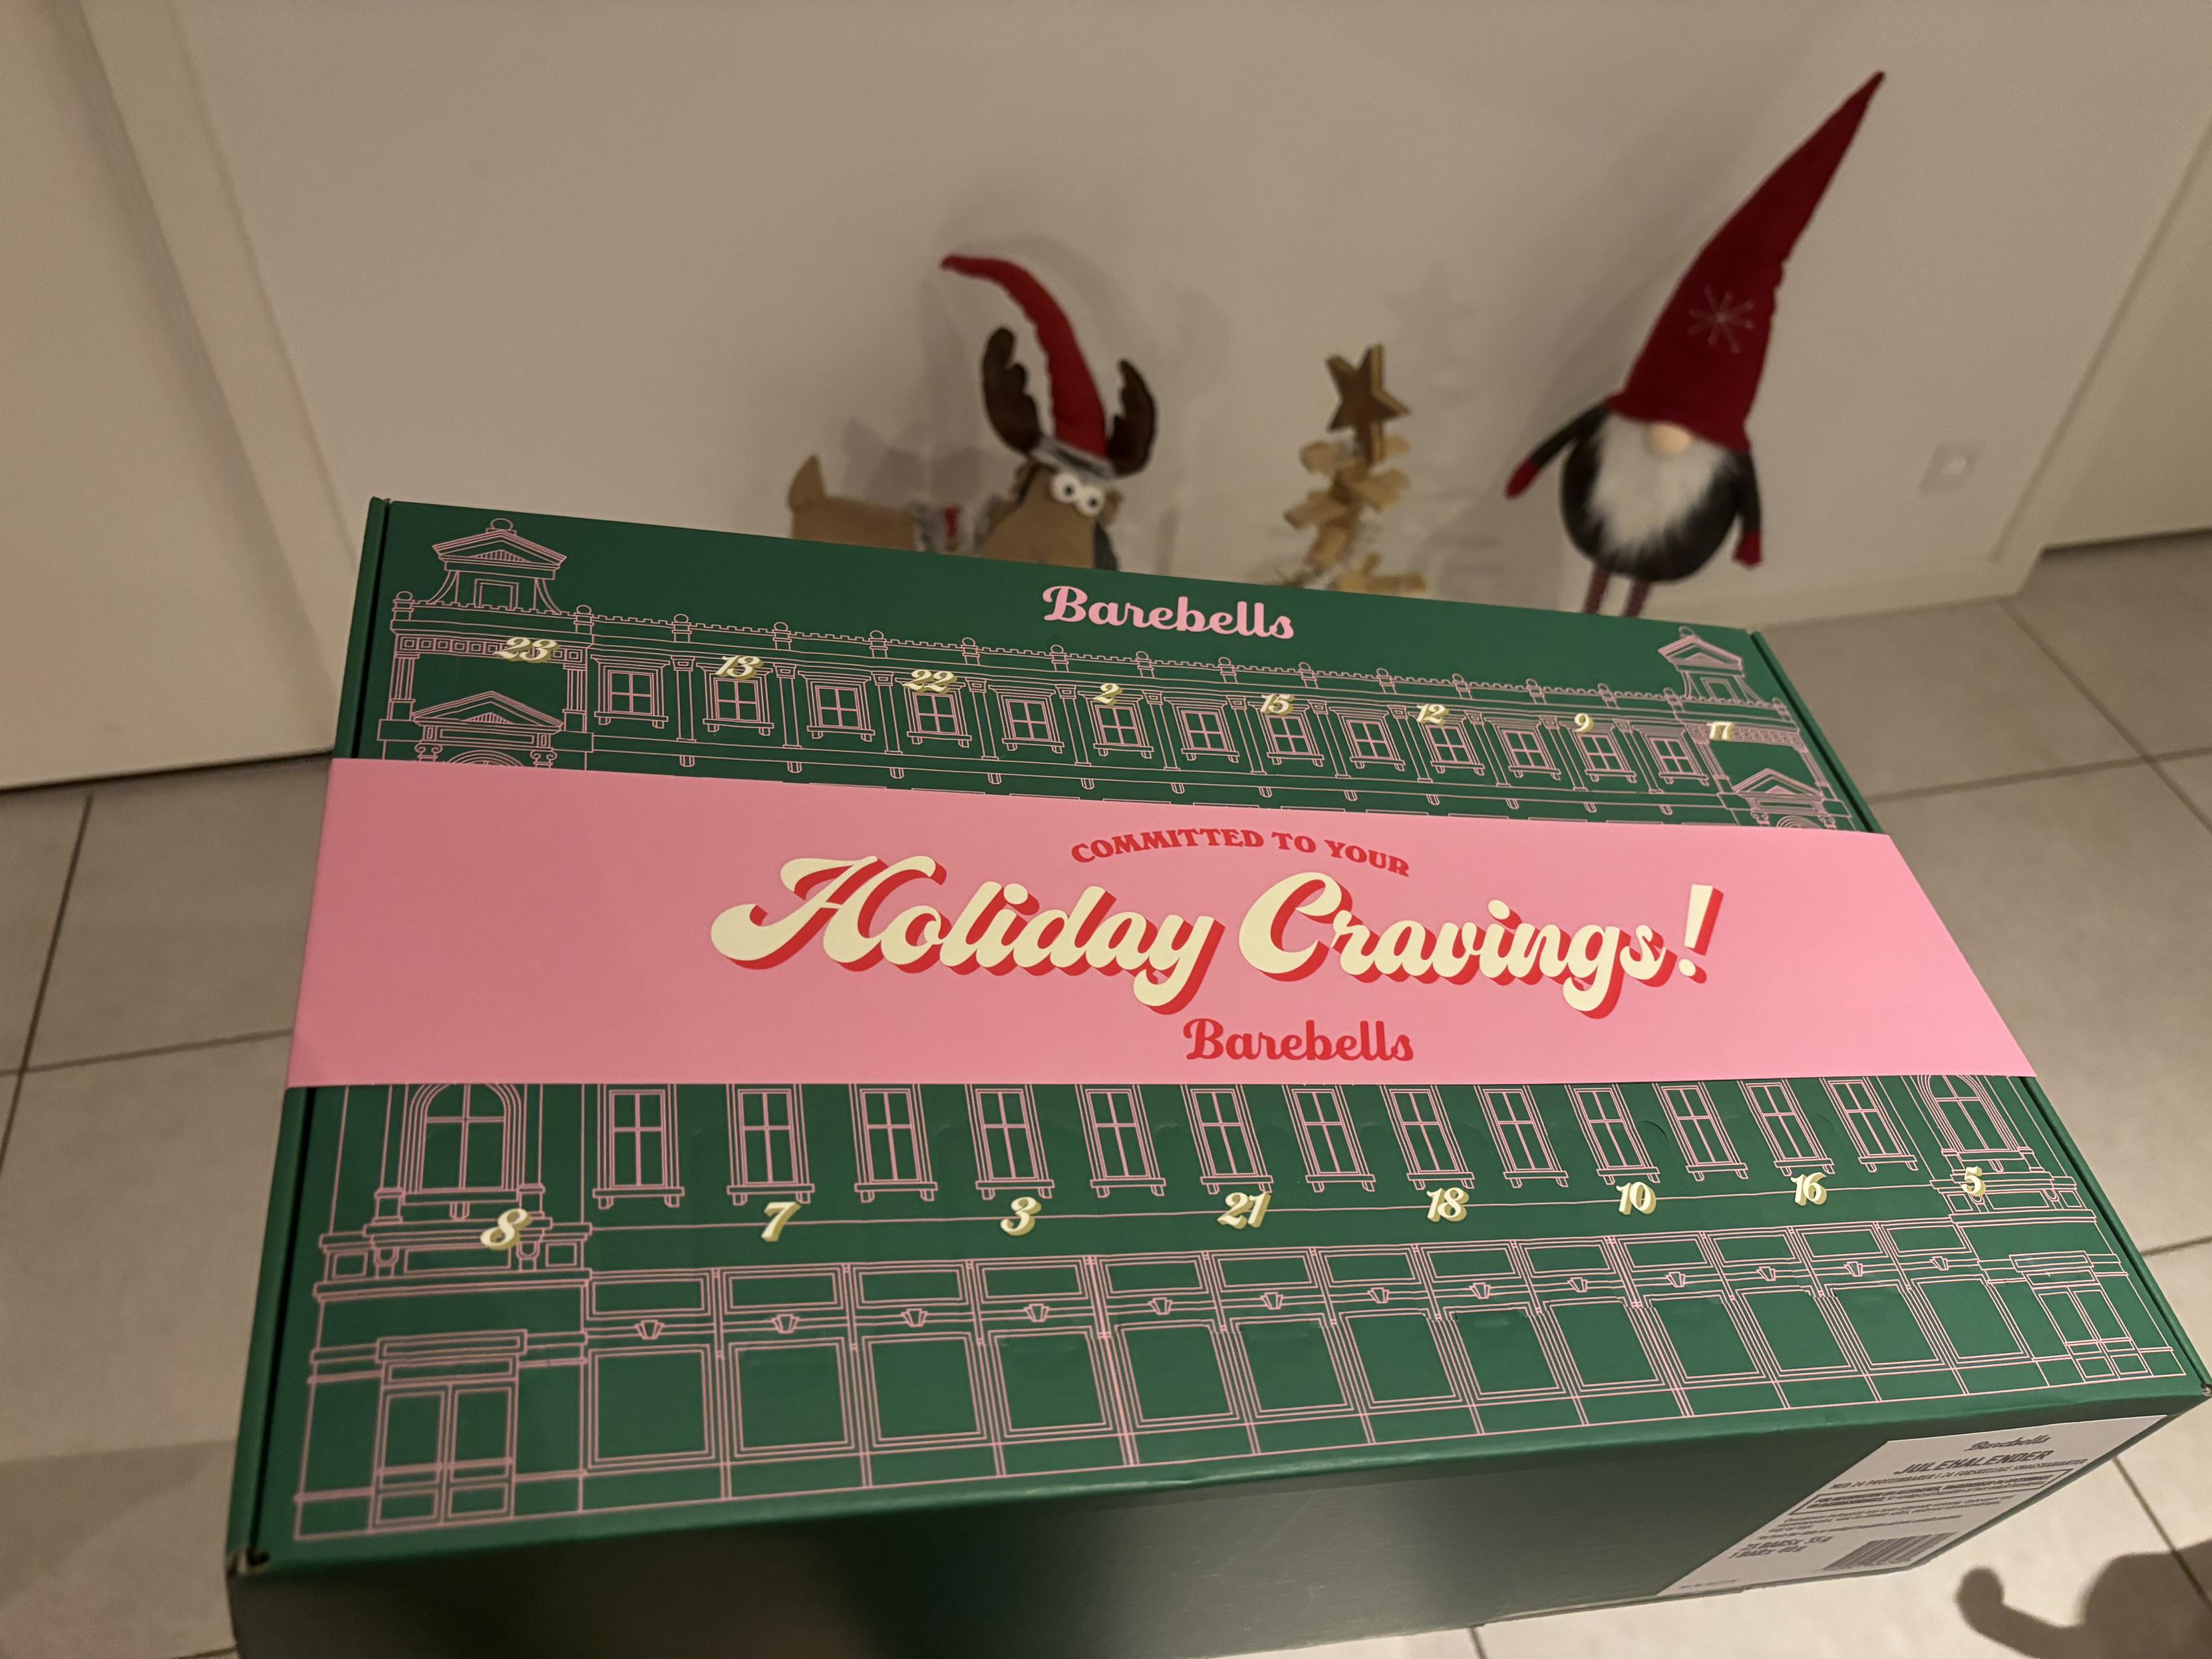 Barebells
23 13 22 2 15 12 9 17
COMMITTED TO YOUR
Holiday Cravings!
Barebells
8 7 3 21 18 10 16 5
Barebells
JULEKALENDER